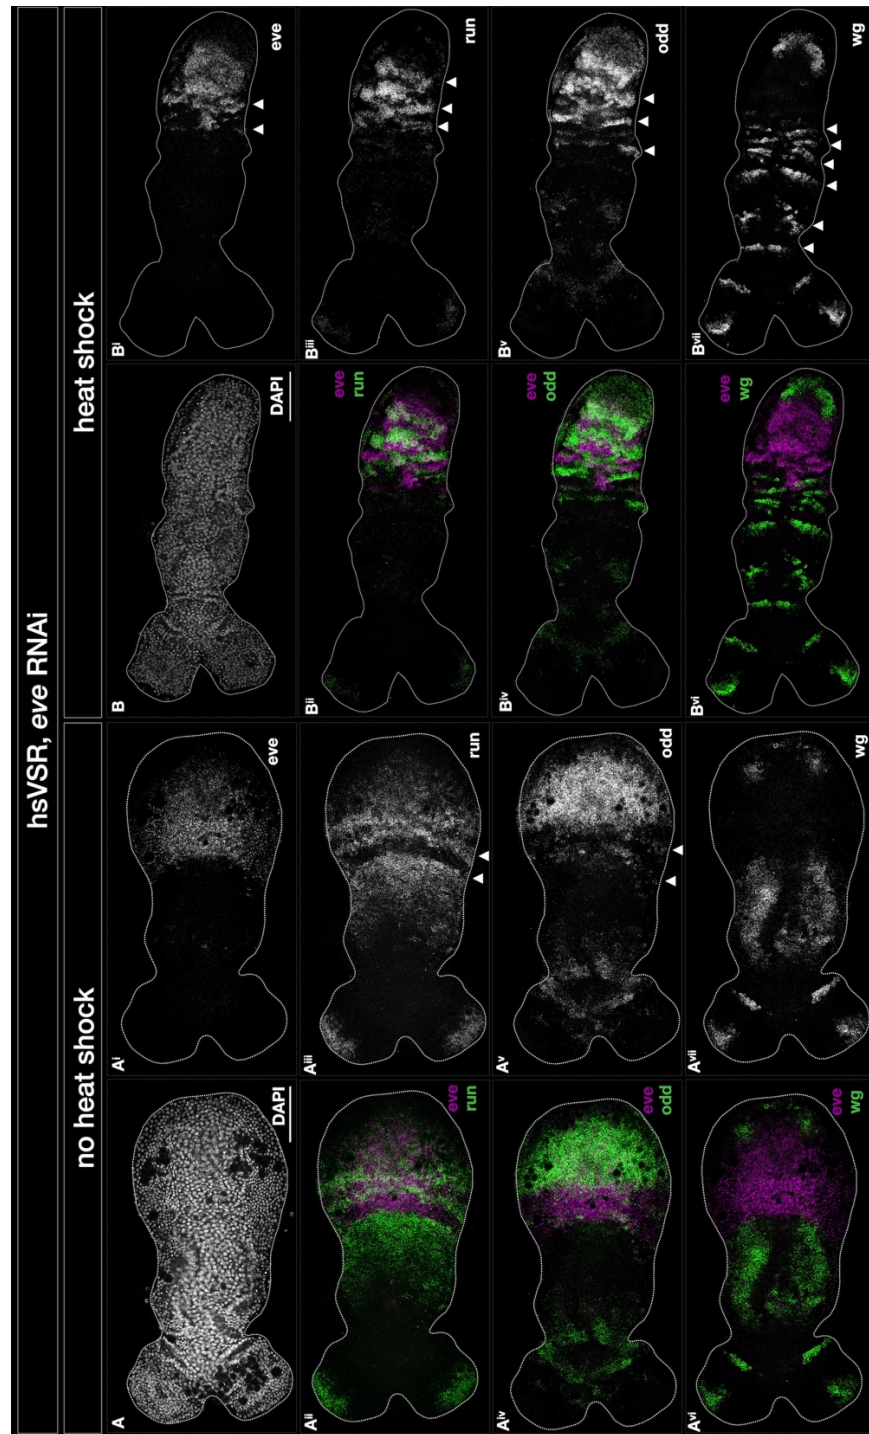 hsVSR, eve RNAi
no heat shock
heat shock
A
DAPI
Aⁱ
eve
B
DAPI
Bⁱ
eve
Aⁱⁱ
eve
run
Aⁱⁱⁱ
run
Bⁱⁱ
eve
run
Bⁱⁱⁱ
run
Aⁱᵛ
eve
odd
Aᵛ
odd
Bⁱᵛ
eve
odd
Bᵛ
odd
Aᵛⁱ
eve
wg
Aᵛⁱⁱ
wg
Bᵛⁱ
eve
wg
Bᵛⁱⁱ
wg